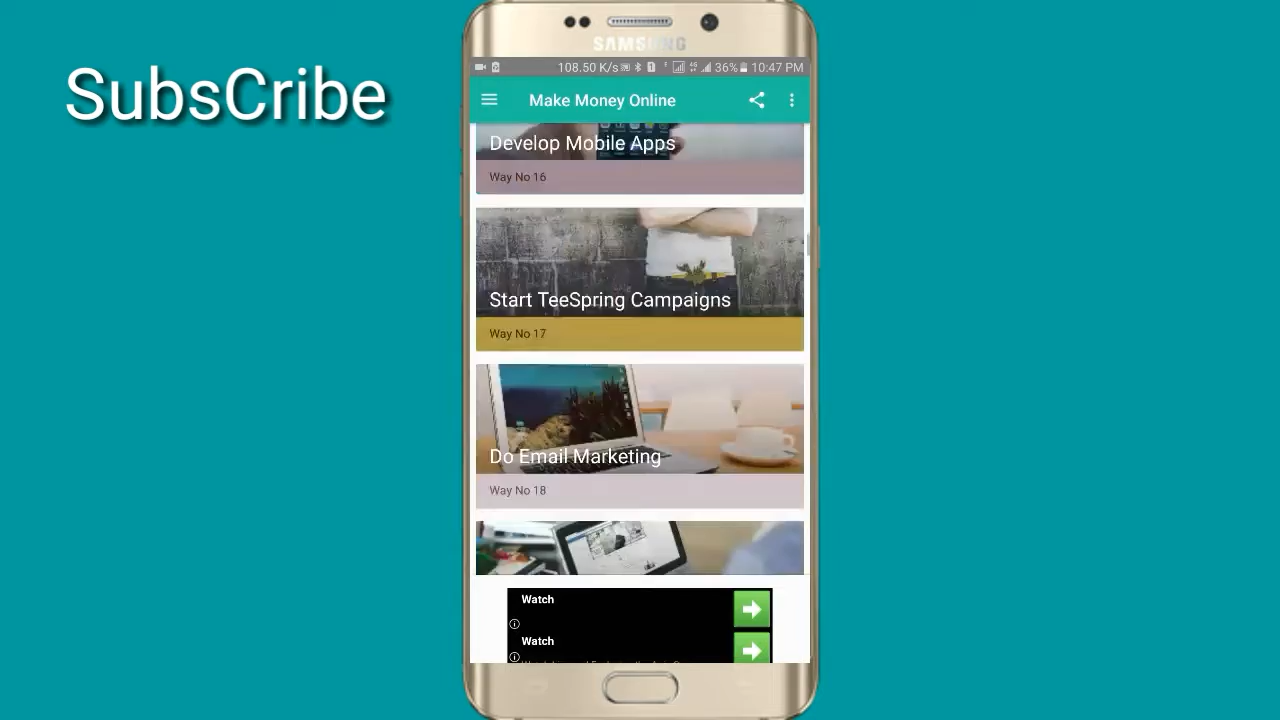 SubsCribe
SAMSUNG
108.50 K/s 36% 10:47 PM
Make Money Online
Develop Mobile Apps
Way No 16
Start TeeSpring Campaigns
Way No 17
Do Email Marketing
Way No 18
Watch
Watch